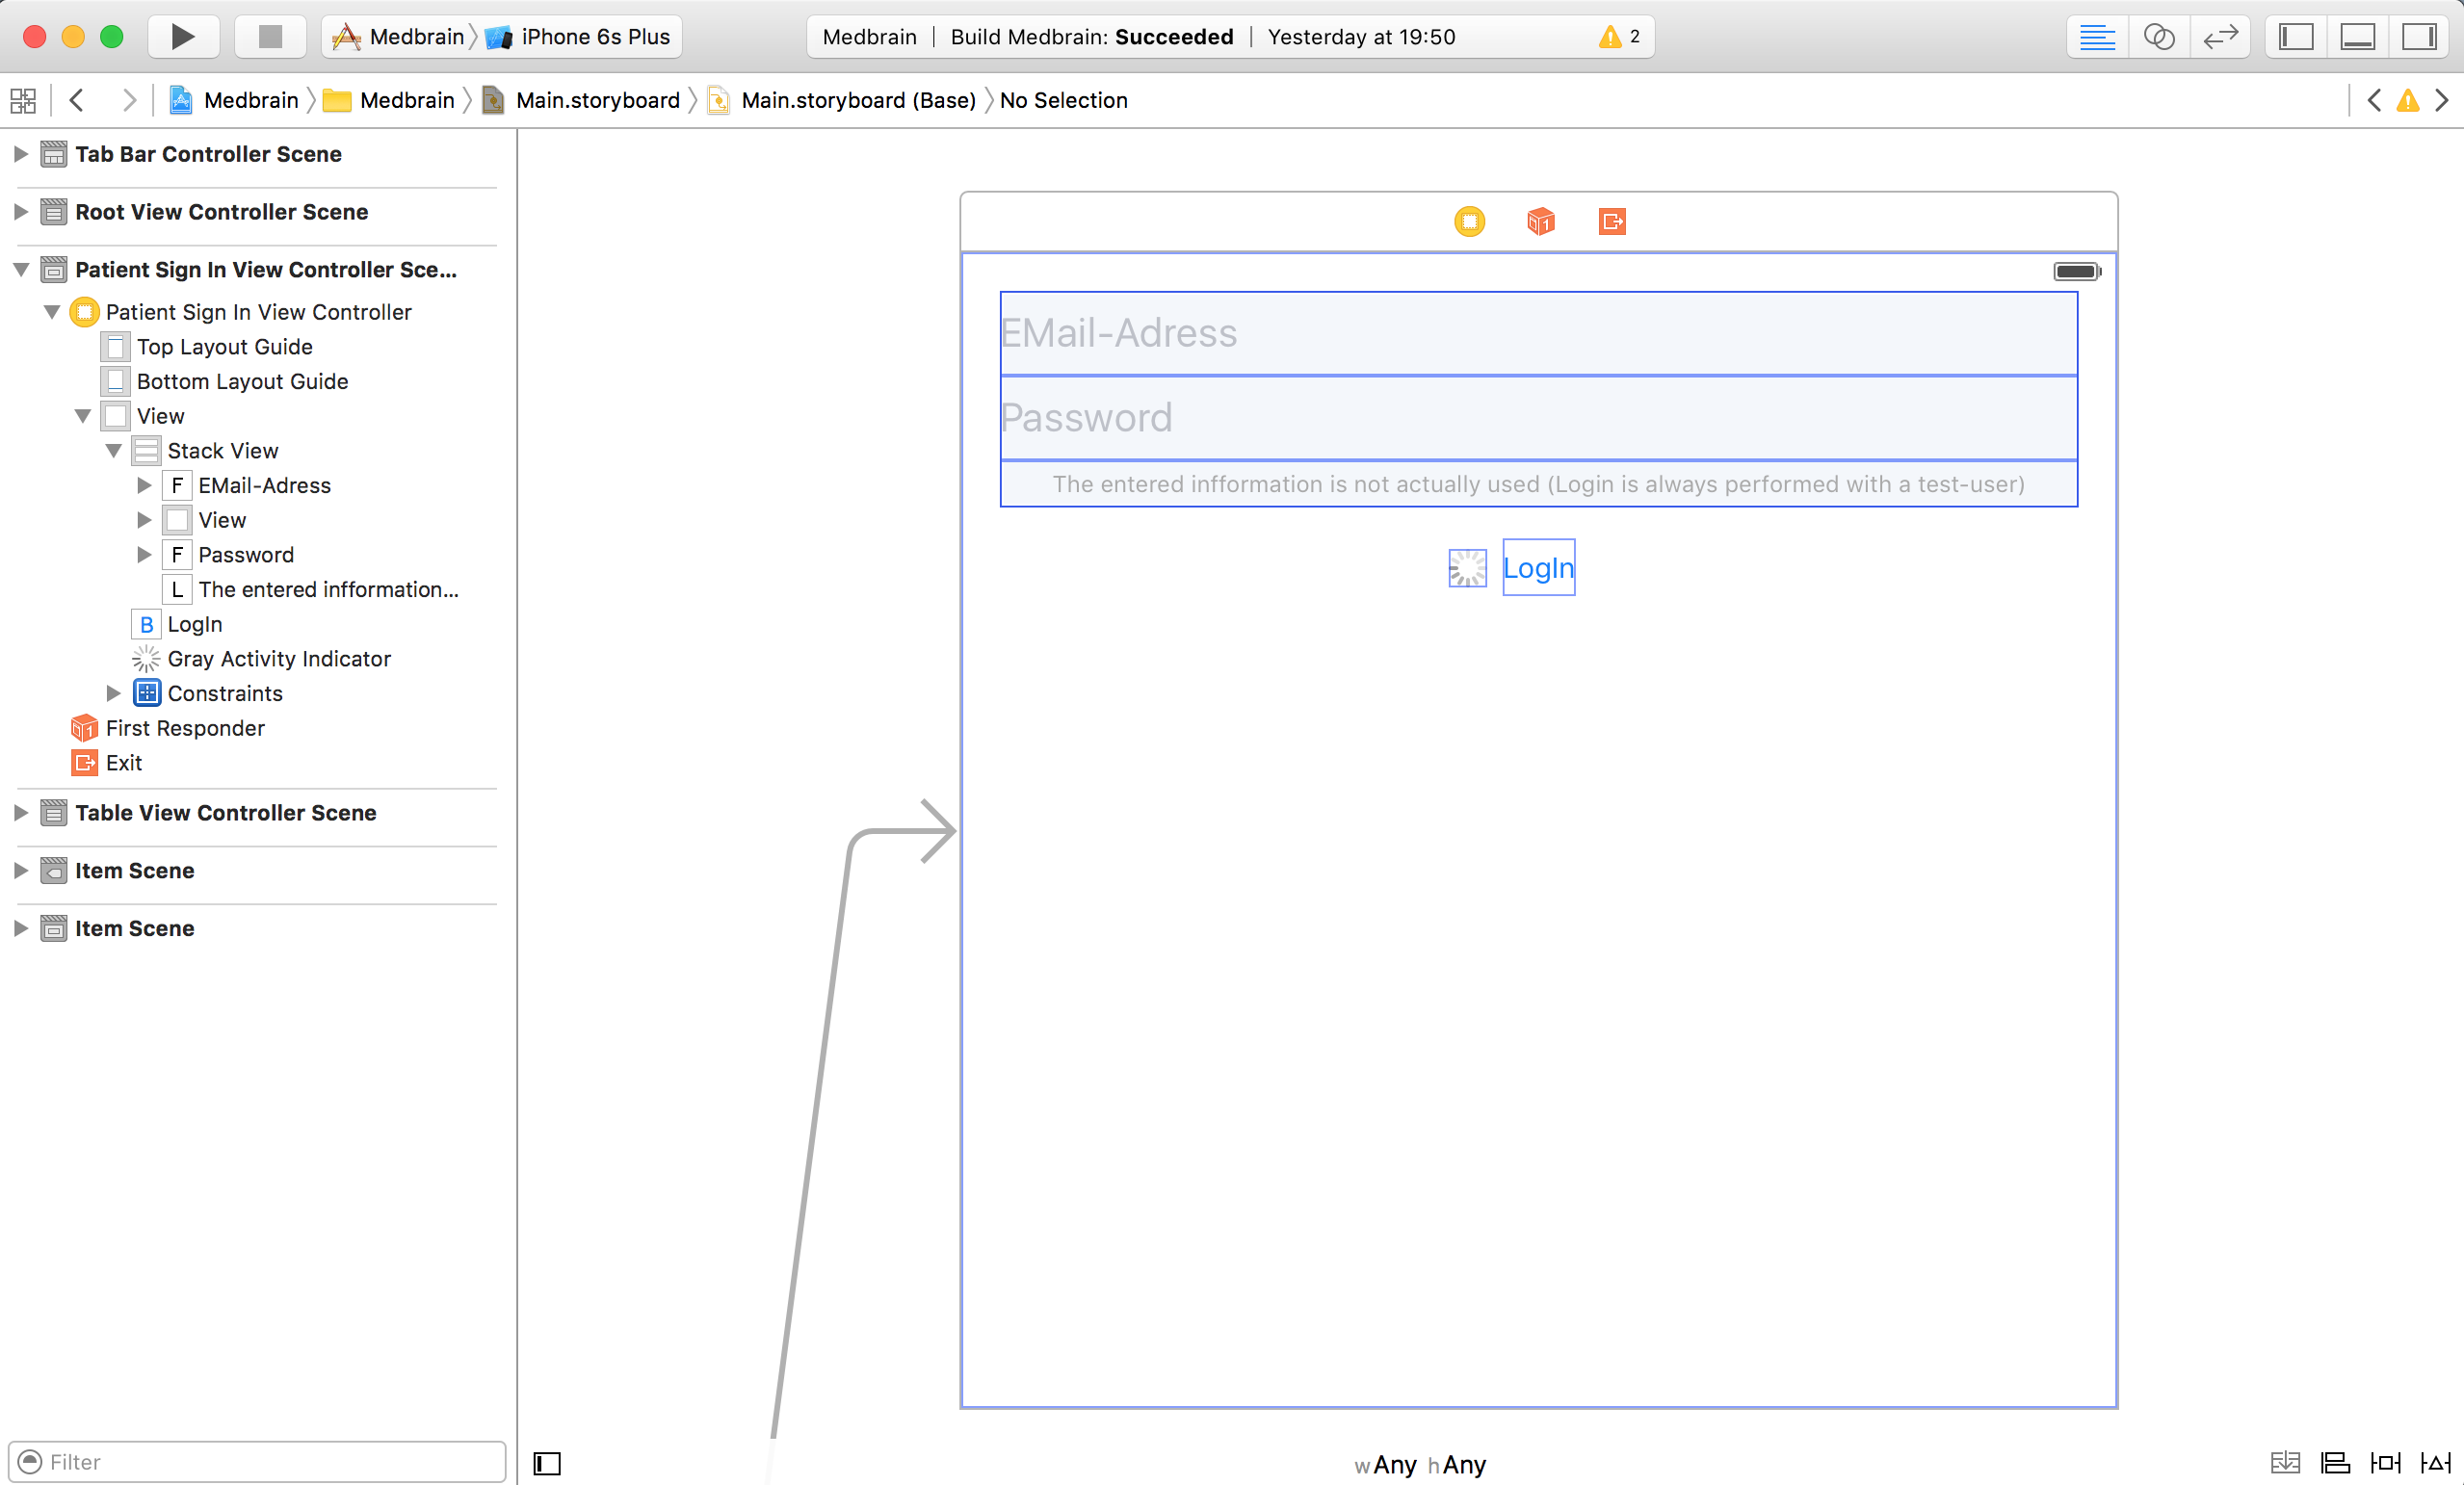 Medbrain iPhone 6s Plus
Medbrain | Build Medbrain: Succeeded | Yesterday at 19:50 2
Medbrain Medbrain Main.storyboard Main.storyboard (Base) No Selection
Tab Bar Controller Scene
Root View Controller Scene
Patient Sign In View Controller Sce...
Patient Sign In View Controller
Top Layout Guide
Bottom Layout Guide
View
Stack View
F EMail-Adress
View
F Password
L The entered infformation...
B LogIn
Gray Activity Indicator
Constraints
First Responder
Exit
Table View Controller Scene
Item Scene
Item Scene
Filter
EMail-Adress
Password
The entered infformation is not actually used (Login is always performed with a test-user)
LogIn
wAny hAny